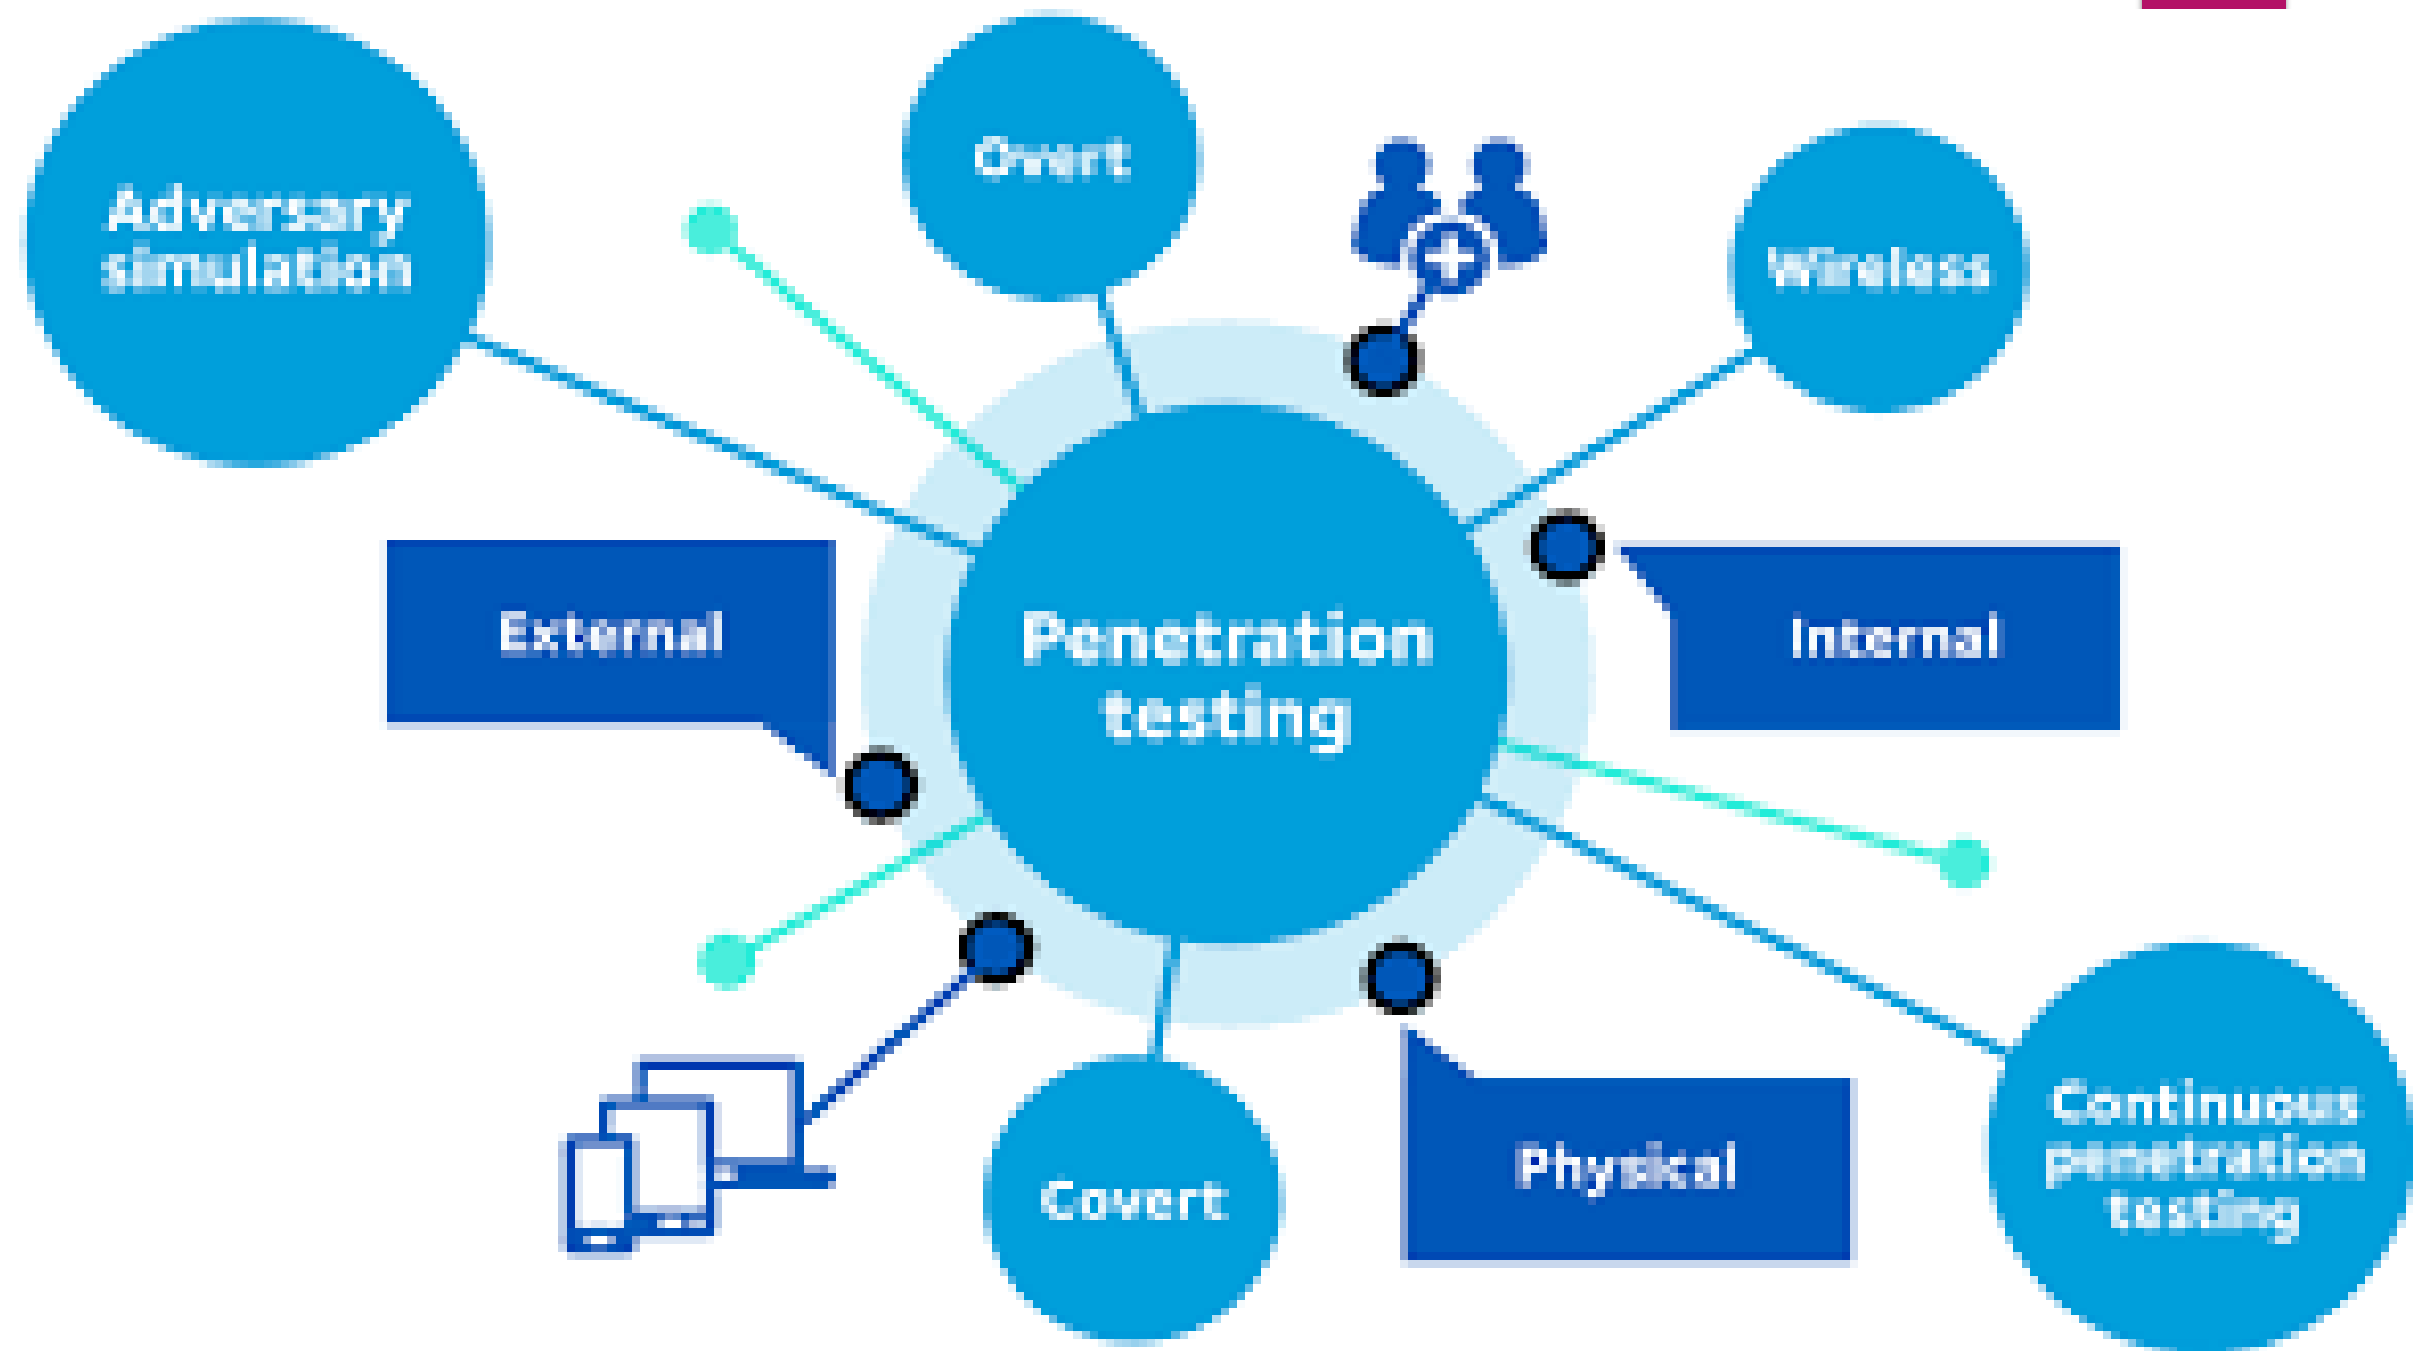 Adversary
simulation
Overt
Wireless
External
Penetration
testing
Internal
Covert
Physical
Continuous
penetration
testing